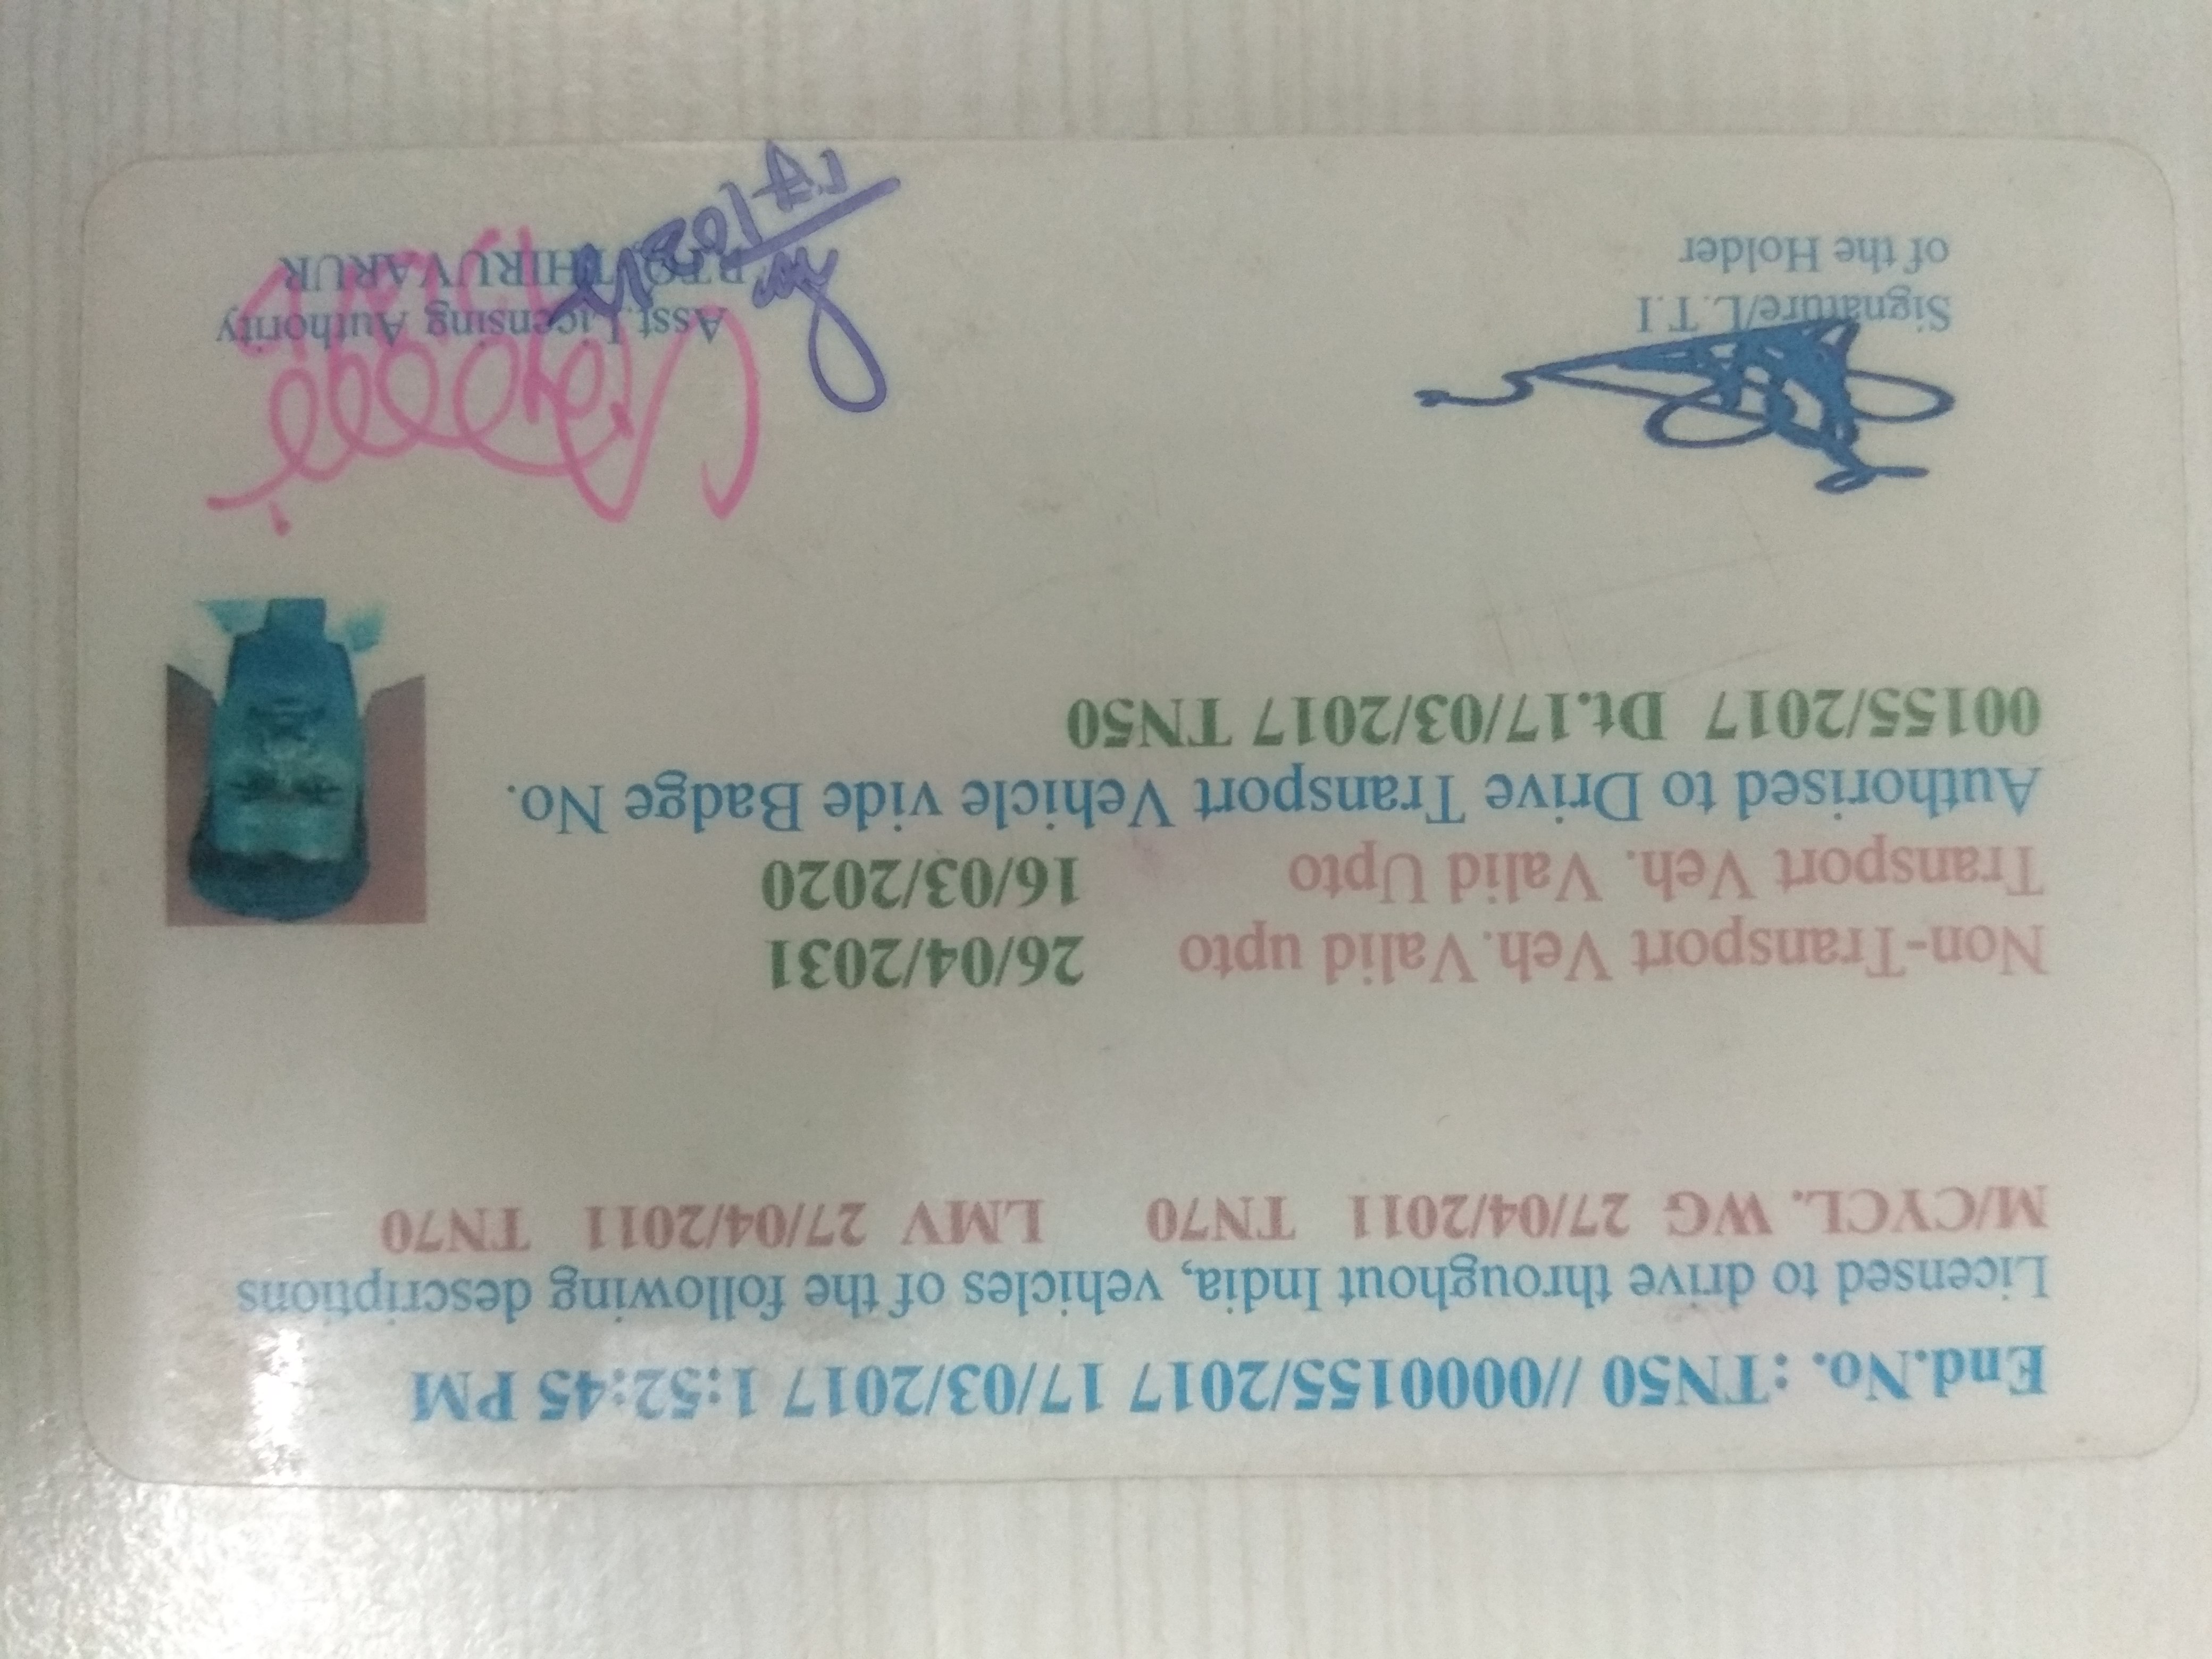 End.No. : TN50 //0000155/2017 17/03/2017 1:52:45 PM
Licensed to drive throughout India, vehicles of the following descriptions
M/CYCL. WG 27/04/2011 TN70 LMV 27/04/2011 TN70
Non-Transport Veh.Valid upto 26/04/2031
Transport Veh. Valid Upto 16/03/2020
Authorised to Drive Transport Vehicle vide Badge No.
00155/2017 Dt.17/03/2017 TN50
Signature/L.T.I
of the Holder
Asst.Licensing Authority
RTO THIRUVARUR